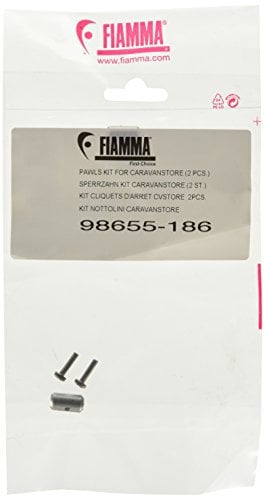 FIAMMA®
www.fiamma.com
FIAMMA®
First-Choice
PAWLS KIT FOR CARAVANSTORE (2 PCS.)
SPERRZAHN KIT CARAVANSTORE (2 ST.)
KIT CLIQUETS D'ARRET CVSTORE 2PCS.
KIT NOTTOLINI CARAVANSTORE
98655-186